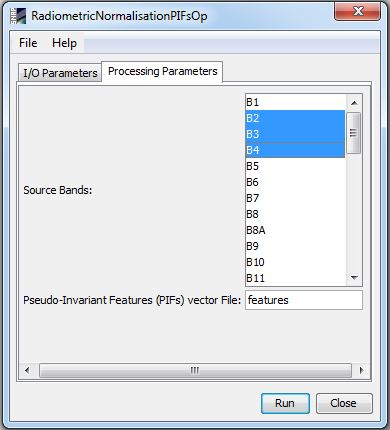 RadiometricNormalisationPIFsOp
File Help
I/O Parameters Processing Parameters
B1
B2
B3
B4
B5
B6
Source Bands:
B7
B8
B8A
B9
B10
B11
Pseudo-Invariant Features (PIFs) vector File: features
Run Close